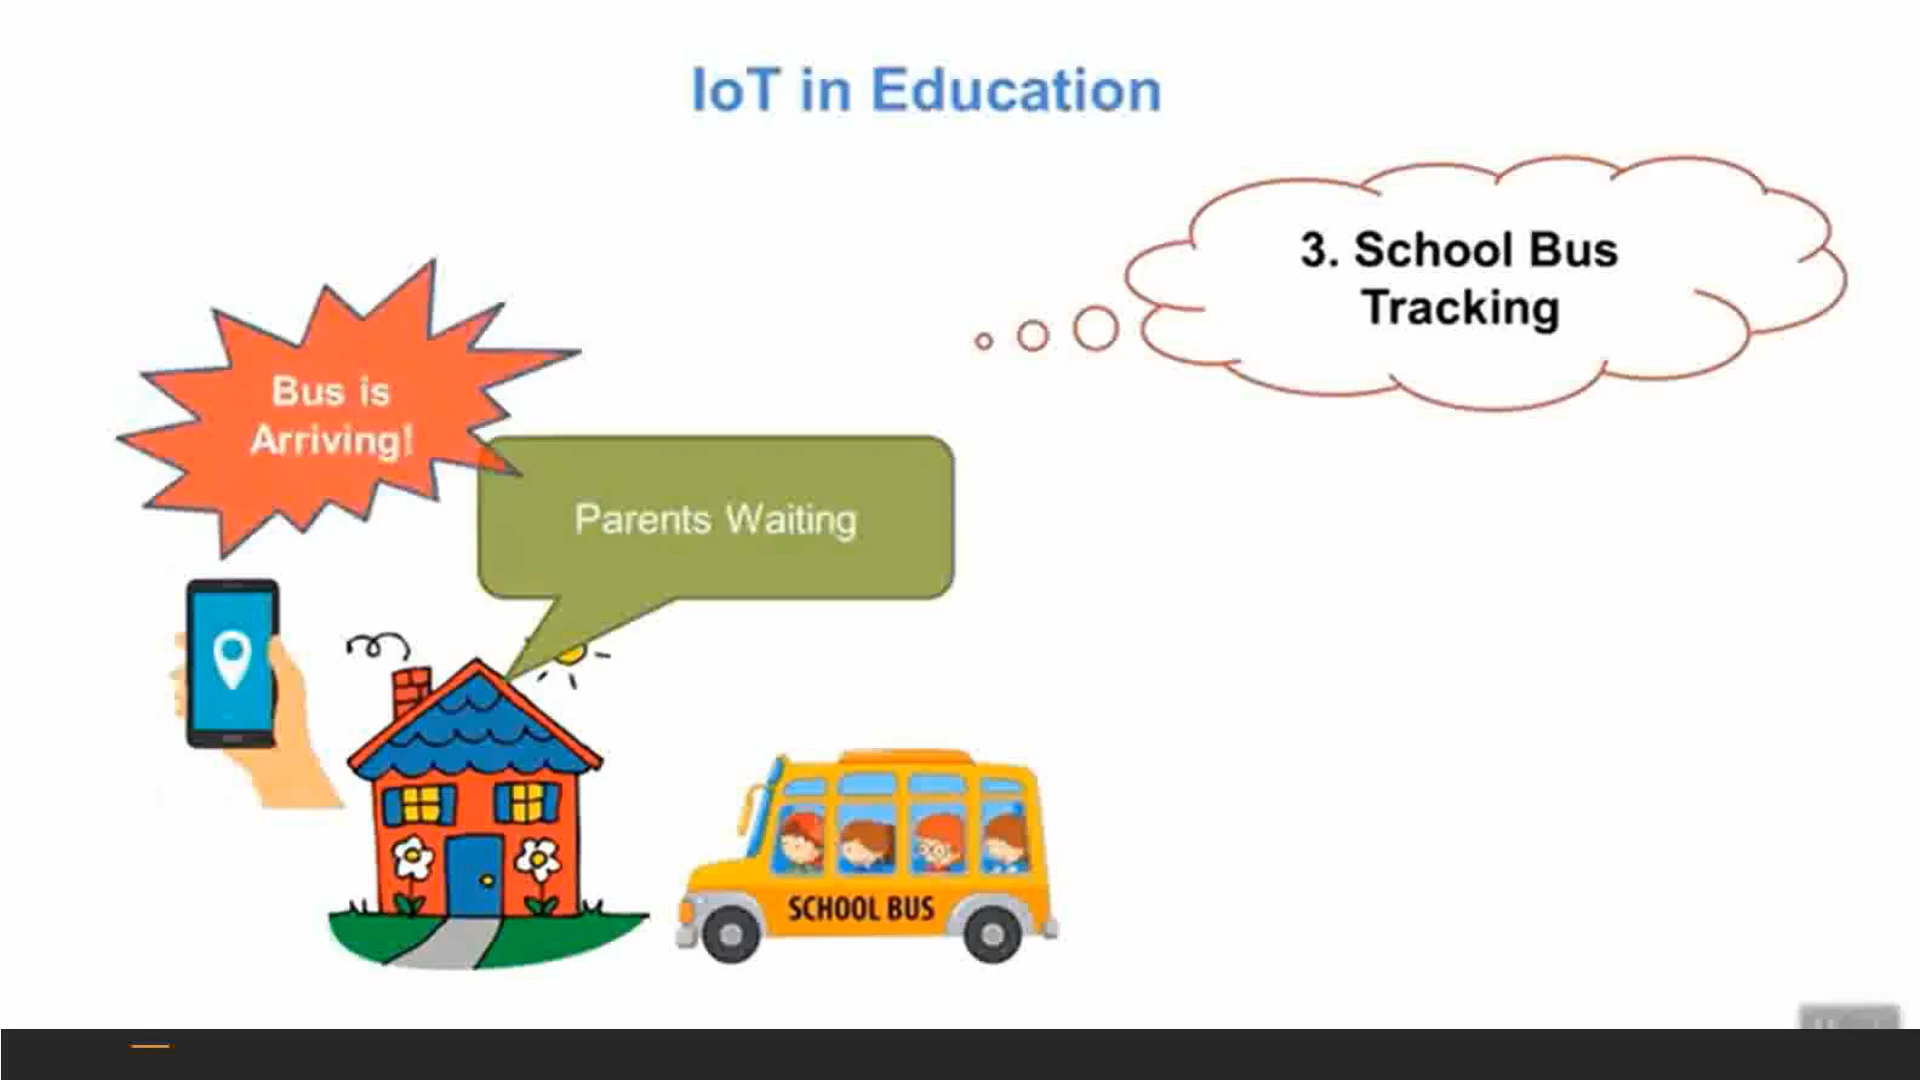 IoT in Education
3. School Bus
Tracking
Bus is
Arriving!
Parents Waiting
SCHOOL BUS